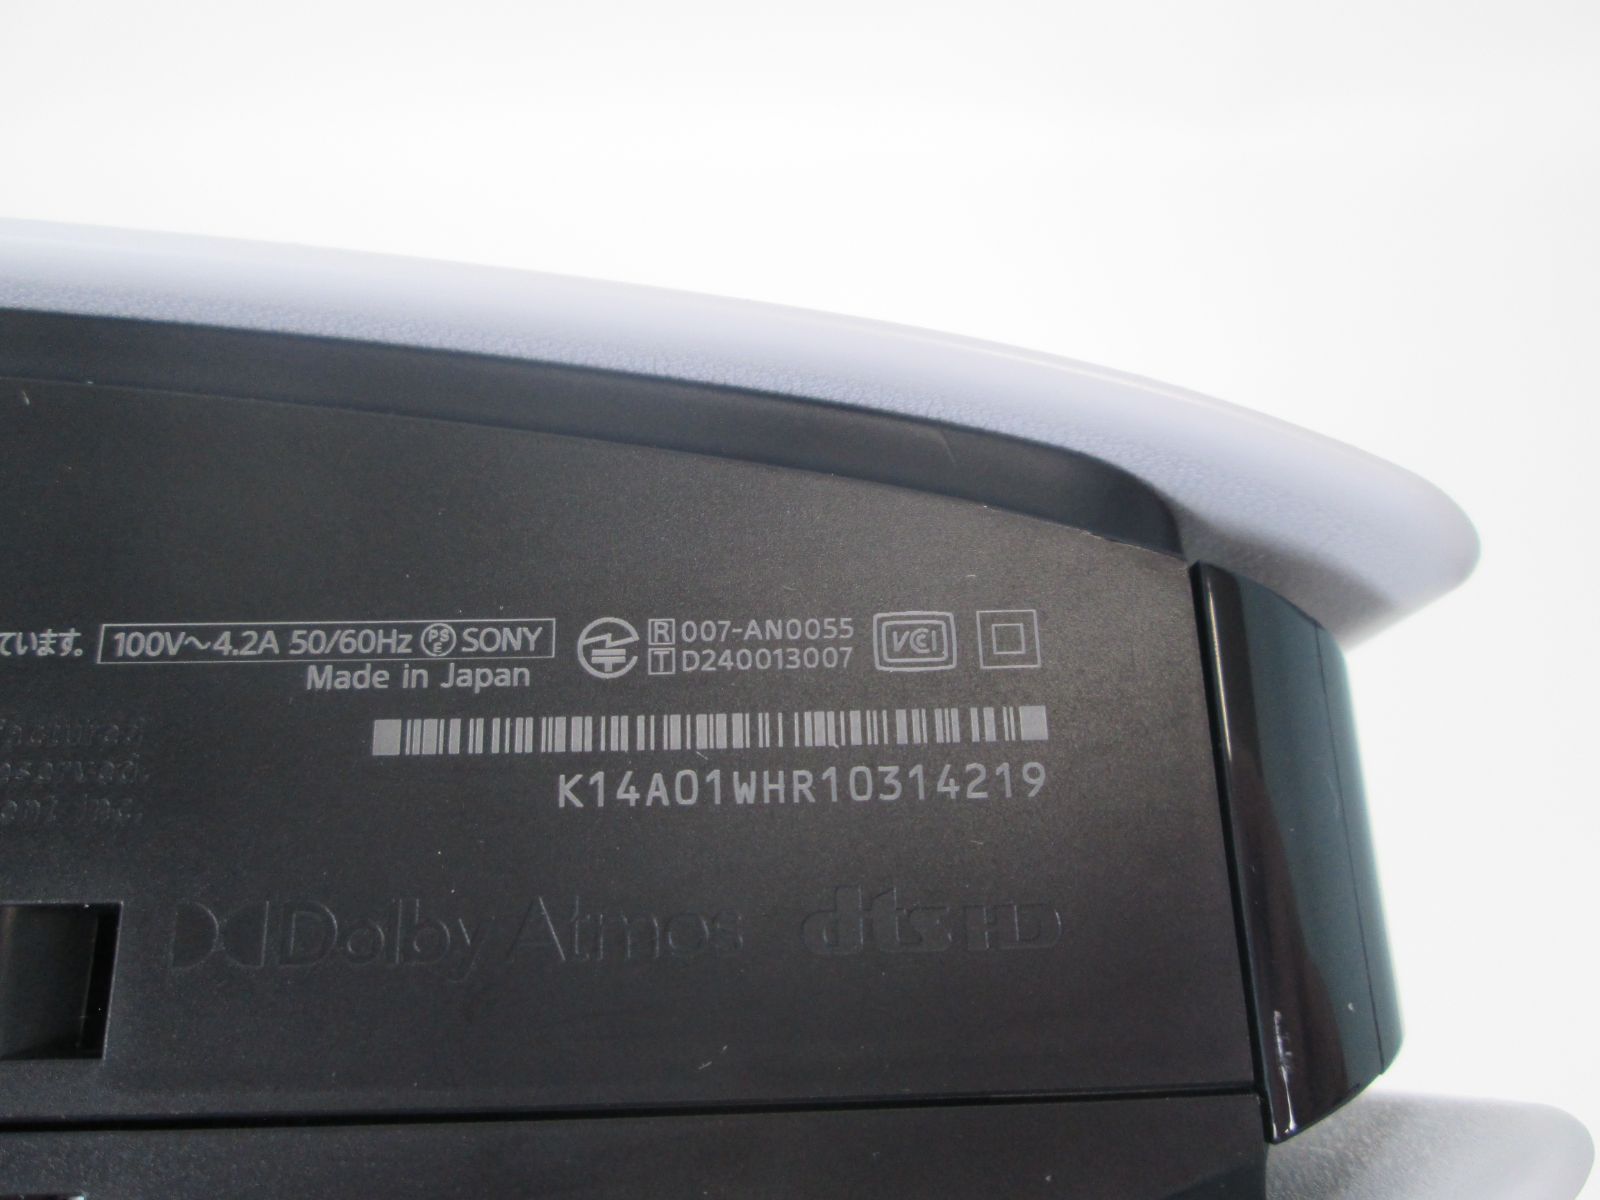 ています。 100V～4.2A 50/60Hz PSE SONY
Made in Japan
R 007-AN0055
T D240013007
VCI
K14A01WHR10314219
Dolby Atmos dts HD